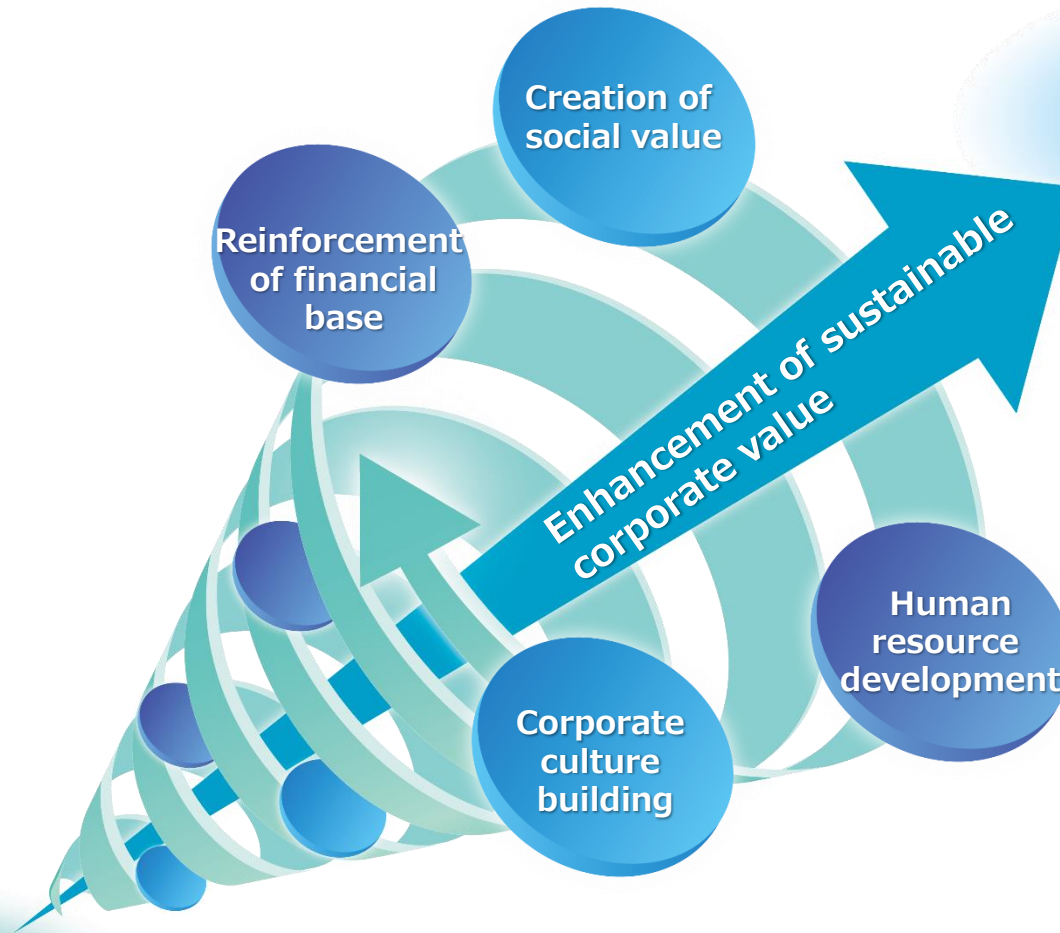 Creation of
social value
Reinforcement
of financial
base
Enhancement of sustainable
corporate value
Human
resource
development
Corporate
culture
building